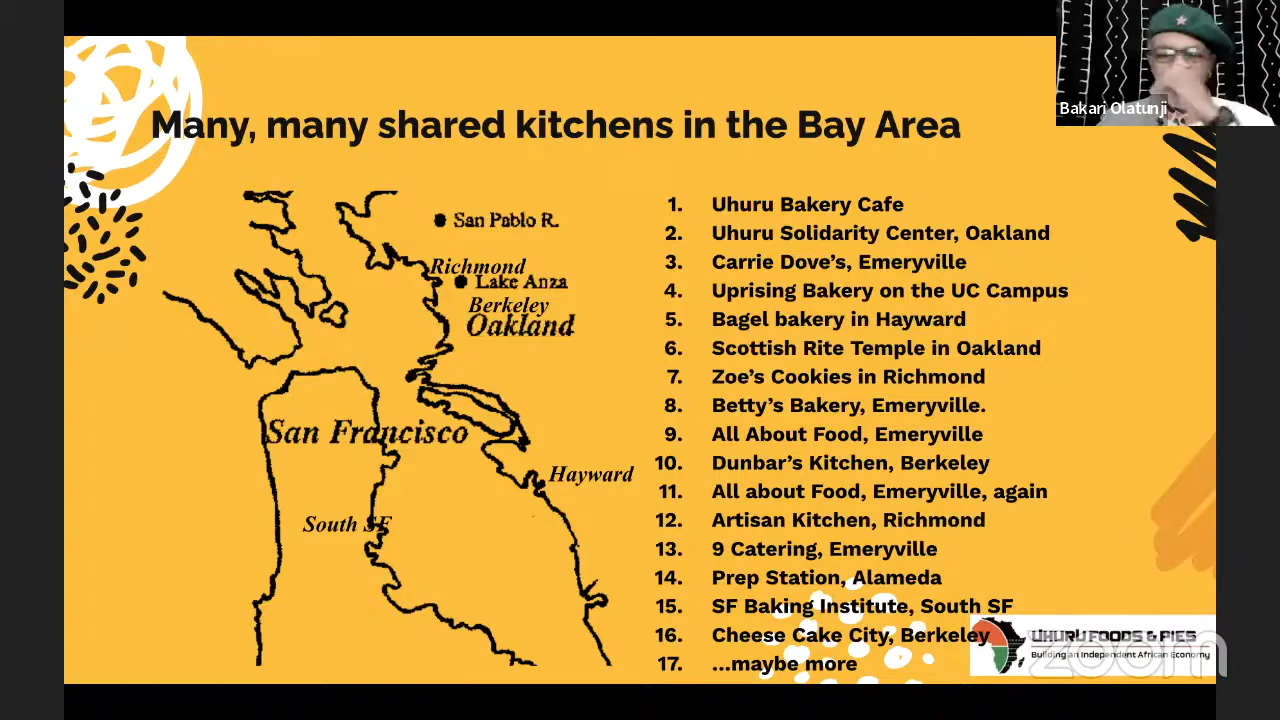 Bakari Olatunji
Many, many shared kitchens in the Bay Area
San Pablo R.
Richmond
Lake Anza
Berkeley
Oakland
San Francisco
Hayward
South SF
1. Uhuru Bakery Cafe
2. Uhuru Solidarity Center, Oakland
3. Carrie Dove’s, Emeryville
4. Uprising Bakery on the UC Campus
5. Bagel bakery in Hayward
6. Scottish Rite Temple in Oakland
7. Zoe’s Cookies in Richmond
8. Betty’s Bakery, Emeryville.
9. All About Food, Emeryville
10. Dunbar’s Kitchen, Berkeley
11. All about Food, Emeryville, again
12. Artisan Kitchen, Richmond
13. 9 Catering, Emeryville
14. Prep Station, Alameda
15. SF Baking Institute, South SF
16. Cheese Cake City, Berkeley
17. ...maybe more
UHURU FOODS & PIES
Building an Independent African Economy
zoom